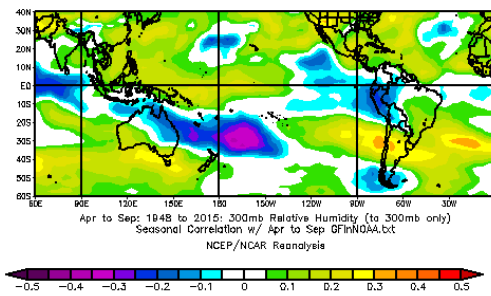 40N
30N
20N
10N
EQ
10S
20S
30S
40S
50S
60S
60E 90E 120E 150E 180 150W 120W 90W 60W 30W
Apr to Sep: 1948 to 2015: 300mb Relative Humidity (to 300mb only)
Seasonal Correlation w/ Apr to Sep GFInNOAA.txt
NCEP/NCAR Reanalysis
-0.5 -0.4 -0.3 -0.2 -0.1 0 0.1 0.2 0.3 0.4 0.5